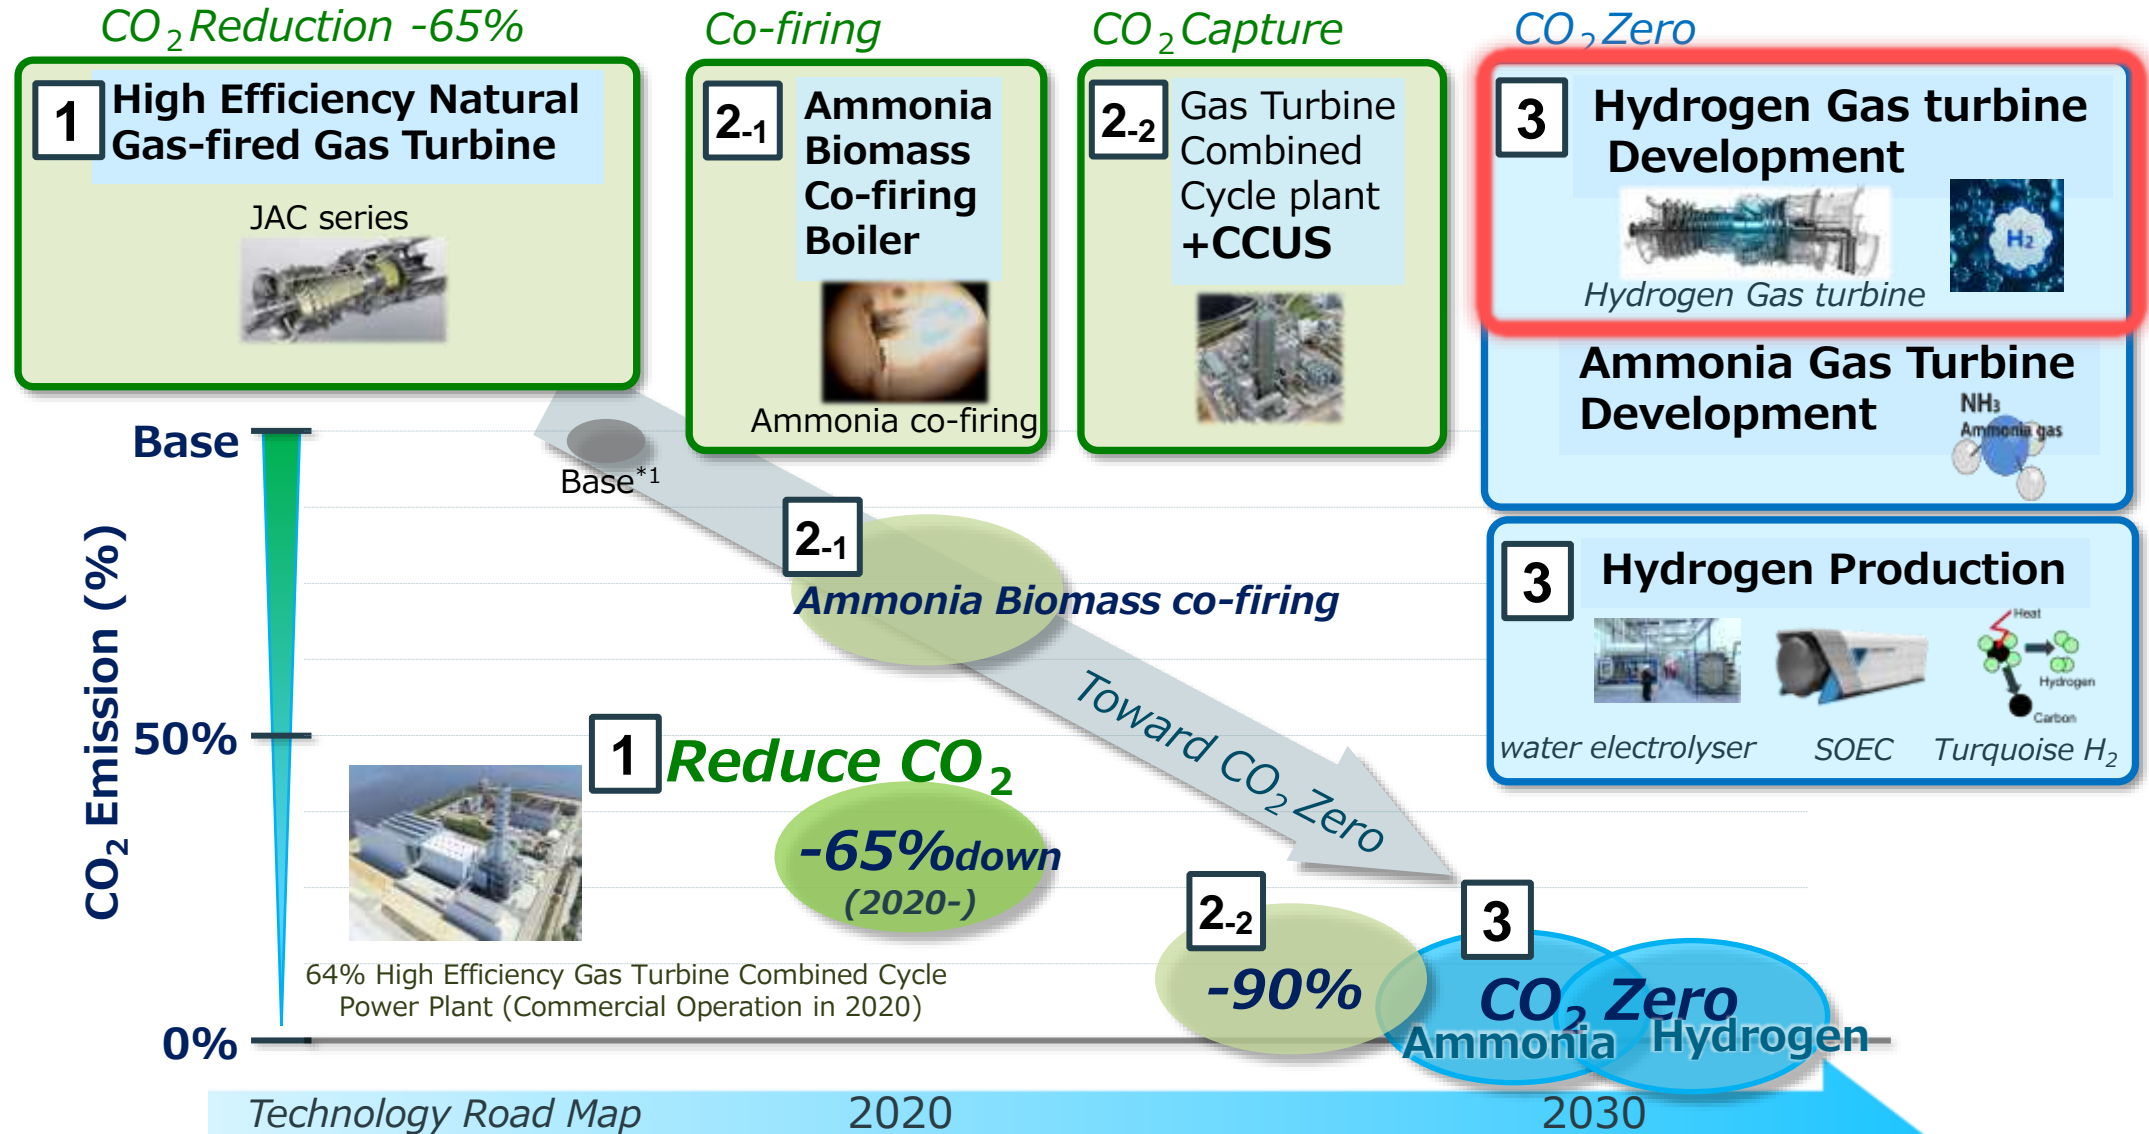 CO2 Reduction -65%
Co-firing
CO2 Capture
CO2 Zero
1
High Efficiency Natural
Gas-fired Gas Turbine
JAC series
2-1
Ammonia
Biomass
Co-firing
Boiler
Ammonia co-firing
2-2
Gas Turbine
Combined
Cycle plant
+CCUS
3
Hydrogen Gas turbine
Development
H2
Hydrogen Gas turbine
Ammonia Gas Turbine
Development
NH3
Ammonia gas
3
Hydrogen Production
Heat
Hydrogen
Carbon
water electrolyser
SOEC
Turquoise H2
CO2 Emission (%)
Base
50%
0%
Base*1
2-1
Ammonia Biomass co-firing
Toward CO2 Zero
1
Reduce CO2
-65%down
(2020-)
64% High Efficiency Gas Turbine Combined Cycle
Power Plant (Commercial Operation in 2020)
2-2
-90%
3
CO2 Zero
Ammonia
Hydrogen
Technology Road Map
2020
2030